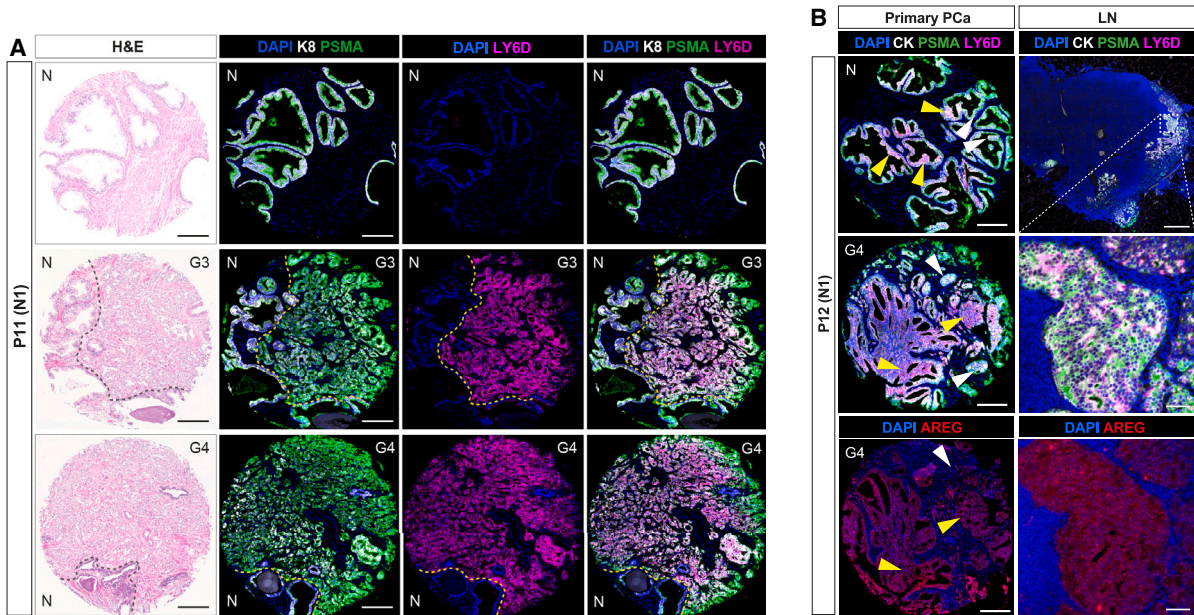 A
H&E
DAPI K8 PSMA
DAPI LY6D
DAPI K8 PSMA LY6D
P11 (N1)
N
N
N
N
N
G3
N
G3
N
G3
N
G3
G4
N
G4
N
G4
N
G4
N
B
Primary PCa
LN
DAPI CK PSMA LY6D
DAPI CK PSMA LY6D
P12 (N1)
N
G4
DAPI AREG
DAPI AREG
G4